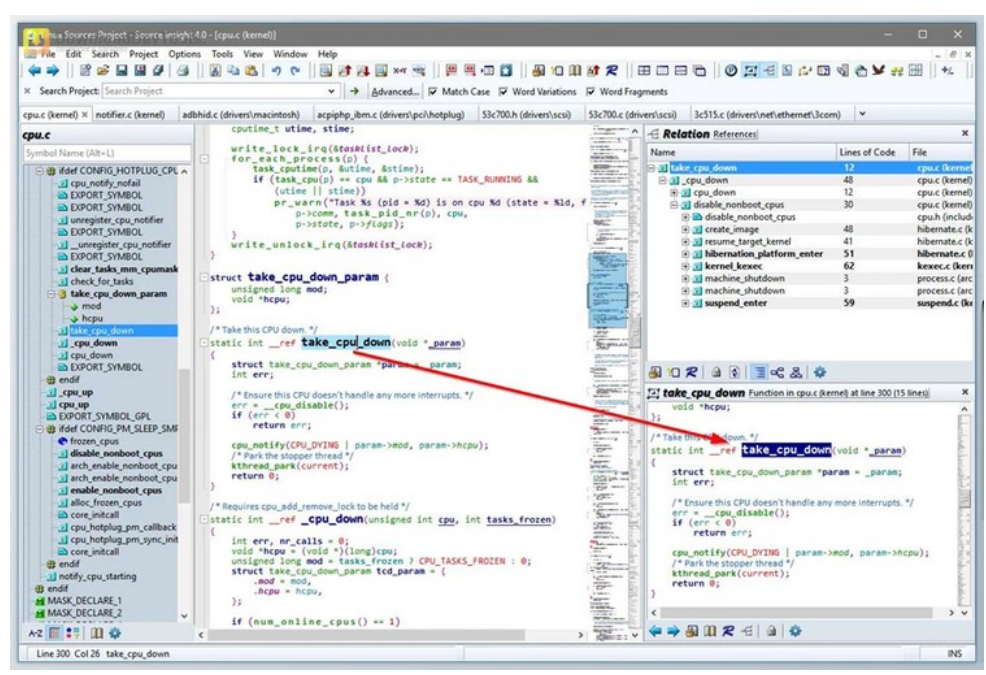 Linux Sources Project - Source Insight 4.0 - [cpu.c (kernel)]
File Edit Search Project Options Tools View Window Help
Search Project: Search Project Advanced... Match Case Word Variations Word Fragments
cpu.c (kernel) notifier.c (kernel) adbhid.c (drivers\macintosh) acpiphp_ibm.c (drivers\pci\hotplug) 53c700.h (drivers\scsi) 53c700.c (drivers\scsi) 3c515.c (drivers\net\ethernet\3com)
cpu.c
Symbol Name (Alt+L)
ifdef CONFIG_HOTPLUG_CPL
cpu_notify_nofail
EXPORT_SYMBOL
unregister_cpu_notifier
EXPORT_SYMBOL
__unregister_cpu_notifier
EXPORT_SYMBOL
clear_tasks_mm_cpumask
check_for_tasks
take_cpu_down_param
mod
hcpu
take_cpu_down
_cpu_down
cpu_down
EXPORT_SYMBOL
endif
_cpu_up
cpu_up
EXPORT_SYMBOL_GPL
ifdef CONFIG_PM_SLEEP_SMF
frozen_cpus
disable_nonboot_cpus
arch_enable_nonboot_cpu
arch_enable_nonboot_cpu
enable_nonboot_cpus
alloc_frozen_cpus
core_initcall
cpu_hotplug_pm_callback
cpu_hotplug_pm_sync_init
core_initcall
endif
notify_cpu_starting
endif
MASK_DECLARE_1
MASK_DECLARE_2
A-Z
cputime_t utime, stime;
write_lock_irq(&tasklist_lock);
for_each_process(p) {
task_cputime(p, &utime, &stime);
if (task_cpu(p) == cpu && p->state == TASK_RUNNING &&
(utime || stime))
pr_warn("Task %s (pid = %d) is on cpu %d (state = %ld, f
p->comm, task_pid_nr(p), cpu,
p->state, p->flags);
}
write_unlock_irq(&tasklist_lock);
}
struct take_cpu_down_param {
unsigned long mod;
void *hcpu;
};
/* Take this CPU down. */
static int __ref take_cpu_down(void *_param)
{
struct take_cpu_down_param *param = _param;
int err;
/* Ensure this CPU doesn't handle any more interrupts. */
err = __cpu_disable();
if (err < 0)
return err;
cpu_notify(CPU_DYING | param->mod, param->hcpu);
/* Park the stopper thread */
kthread_park(current);
return 0;
}
/* Requires cpu_add_remove_lock to be held */
static int __ref _cpu_down(unsigned int cpu, int tasks_frozen)
{
int err, nr_calls = 0;
void *hcpu = (void *)(long)cpu;
unsigned long mod = tasks_frozen ? CPU_TASKS_FROZEN : 0;
struct take_cpu_down_param tcd_param = {
.mod = mod,
.hcpu = hcpu,
};
if (num_online_cpus() == 1)
Relation References
Name Lines of Code File
take_cpu_down 12 cpu.c (kernel
_cpu_down 48 cpu.c (kernel)
cpu_down 12 cpu.c (kernel)
disable_nonboot_cpus 30 cpu.c (kernel)
disable_nonboot_cpus cpu.h (includ
create_image 48 hibernate.c (k
resume_target_kernel 41 hibernate.c (k
hibernation_platform_enter 51 hibernate.c (l
kernel_kexec 62 kexec.c (kern
machine_shutdown 3 process.c (arc
machine_shutdown 3 process.c (arc
suspend_enter 59 suspend.c (ke
take_cpu_down Function in cpu.c (kernel) at line 300 (15 lines)
void *hcpu;
};
/* Take this CPU down. */
static int __ref take_cpu_down(void *_param)
{
struct take_cpu_down_param *param = _param;
int err;
/* Ensure this CPU doesn't handle any more interrupts. */
err = __cpu_disable();
if (err < 0)
return err;
cpu_notify(CPU_DYING | param->mod, param->hcpu);
/* Park the stopper thread */
kthread_park(current);
return 0;
}
Line 300 Col 26 take_cpu_down INS